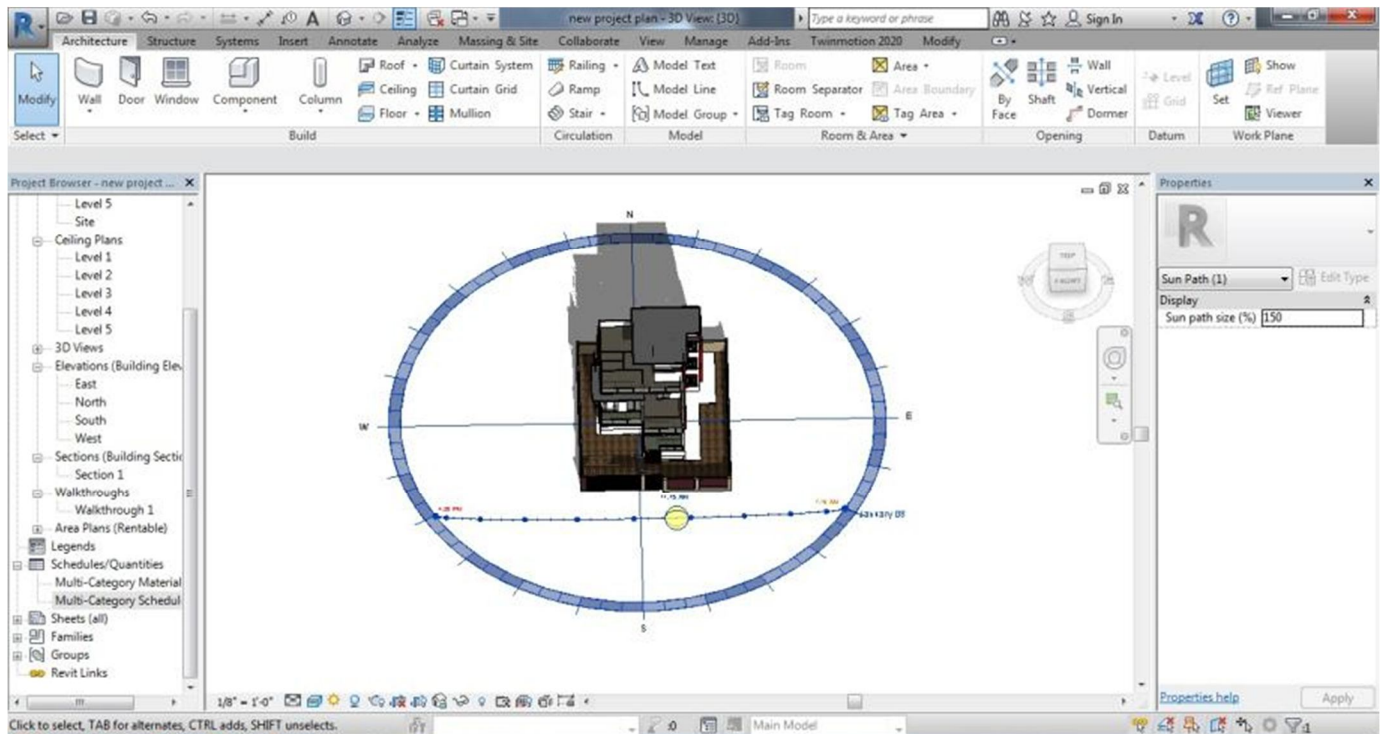 new project plan - 3D View: {3D}
Type a keyword or phrase
Sign In
Architecture Structure Systems Insert Annotate Analyze Massing & Site Collaborate View Manage Add-Ins Twinmotion 2020 Modify
Modify
Wall
Door
Window
Component
Column
Roof
Ceiling
Floor
Curtain System
Curtain Grid
Mullion
Railing
Ramp
Stair
Model Text
Model Line
Model Group
Room
Room Separator
Tag Room
Area
Area Boundary
Tag Area
By
Face
Shaft
Wall
Vertical
Dormer
Level
Grid
Set
Show
Ref Plane
Viewer
Select Build Circulation Model Room & Area Opening Datum Work Plane
Project Browser - new project ...
Level 5
Site
Ceiling Plans
Level 1
Level 2
Level 3
Level 4
Level 5
3D Views
Elevations (Building Elev
East
North
South
West
Sections (Building Sectic
Section 1
Walkthroughs
Walkthrough 1
Area Plans (Rentable)
Legends
Schedules/Quantities
Multi-Category Material
Multi-Category Schedul
Sheets (all)
Families
Groups
Revit Links
N
W
E
S
TOP
FRONT
Properties
R
Sun Path (1)
Edit Type
Display
Sun path size (%) 150
Properties help
Apply
1/8" = 1'-0"
Click to select, TAB for alternates, CTRL adds, SHIFT unselects.
:0
Main Model
:1